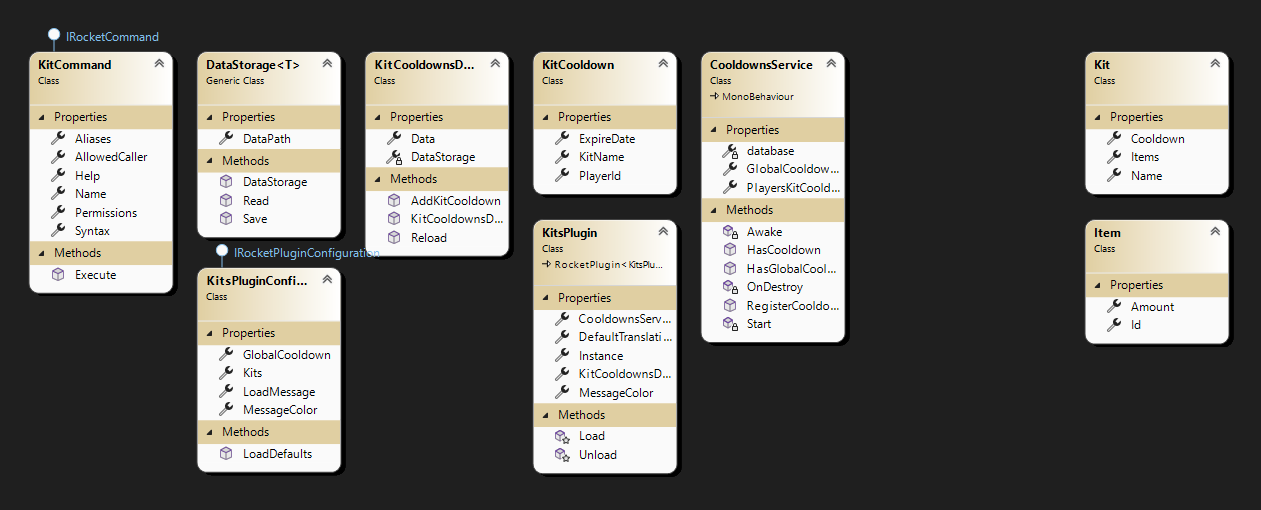 IRocketCommand
KitCommand
Class
Properties
Aliases
AllowedCaller
Help
Name
Permissions
Syntax
Methods
Execute
DataStorage<T>
Generic Class
Properties
DataPath
Methods
DataStorage
Read
Save
IRocketPluginConfiguration
KitsPluginConfi...
Class
Properties
GlobalCooldown
Kits
LoadMessage
MessageColor
Methods
LoadDefaults
KitCooldownsD...
Class
Properties
Data
DataStorage
Methods
AddKitCooldown
KitCooldownsD...
Reload
KitCooldown
Class
Properties
ExpireDate
KitName
PlayerId
KitsPlugin
Class
RocketPlugin<KitsPlu...
Properties
CooldownsServ...
DefaultTranslati...
Instance
KitCooldownsD...
MessageColor
Methods
Load
Unload
CooldownsService
Class
MonoBehaviour
Properties
database
GlobalCooldow...
PlayersKitCoold...
Methods
Awake
HasCooldown
HasGlobalCool...
OnDestroy
RegisterCooldo...
Start
Kit
Class
Properties
Cooldown
Items
Name
Item
Class
Properties
Amount
Id